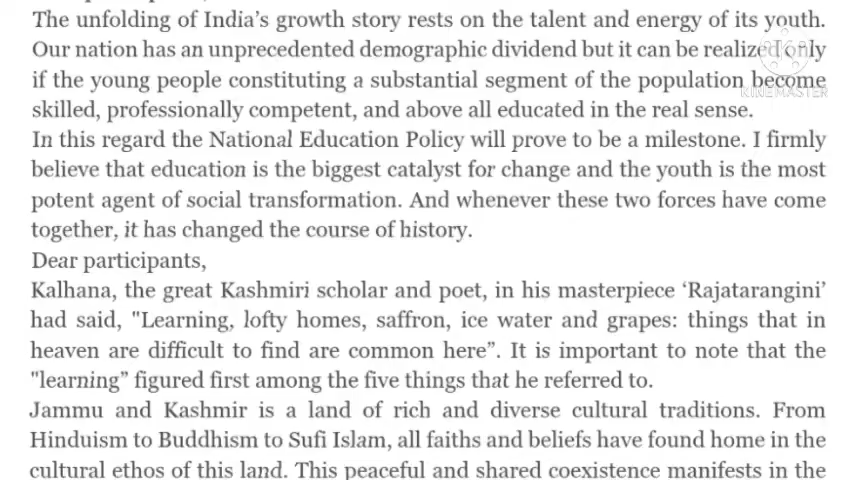 The unfolding of India's growth story rests on the talent and energy of its youth.
Our nation has an unprecedented demographic dividend but it can be realized only
if the young people constituting a substantial segment of the population become
KINEMASTER
skilled, professionally competent, and above all educated in the real sense.
In this regard the National Education Policy will prove to be a milestone. I firmly
believe that education is the biggest catalyst for change and the youth is the most
potent agent of social transformation. And whenever these two forces have come
together, it has changed the course of history.
Dear participants,
Kalhana, the great Kashmiri scholar and poet, in his masterpiece ‘Rajatarangini’
had said, "Learning, lofty homes, saffron, ice water and grapes: things that in
heaven are difficult to find are common here”. It is important to note that the
"learning” figured first among the five things that he referred to.
Jammu and Kashmir is a land of rich and diverse cultural traditions. From
Hinduism to Buddhism to Sufi Islam, all faiths and beliefs have found home in the
cultural ethos of this land. This peaceful and shared coexistence manifests in the